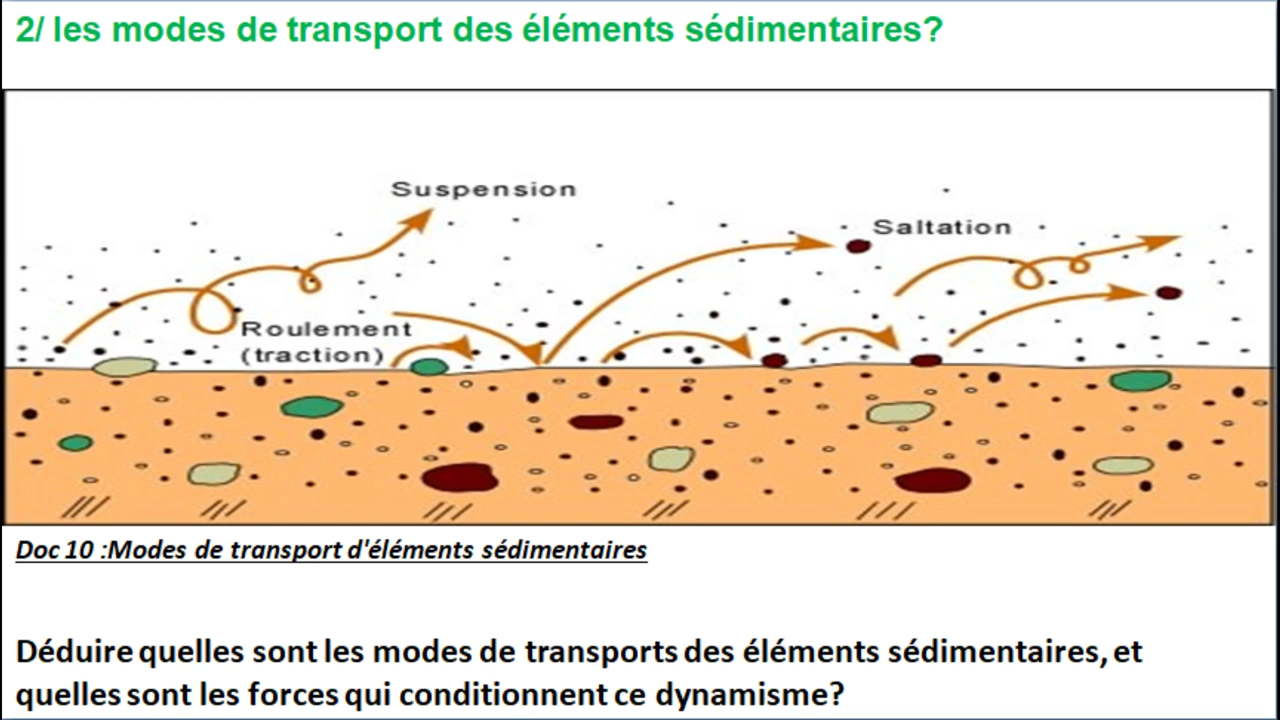 2/ les modes de transport des éléments sédimentaires?
Suspension
Saltation
Roulement
(traction)
Doc 10 :Modes de transport d'éléments sédimentaires
Déduire quelles sont les modes de transports des éléments sédimentaires, et
quelles sont les forces qui conditionnent ce dynamisme?